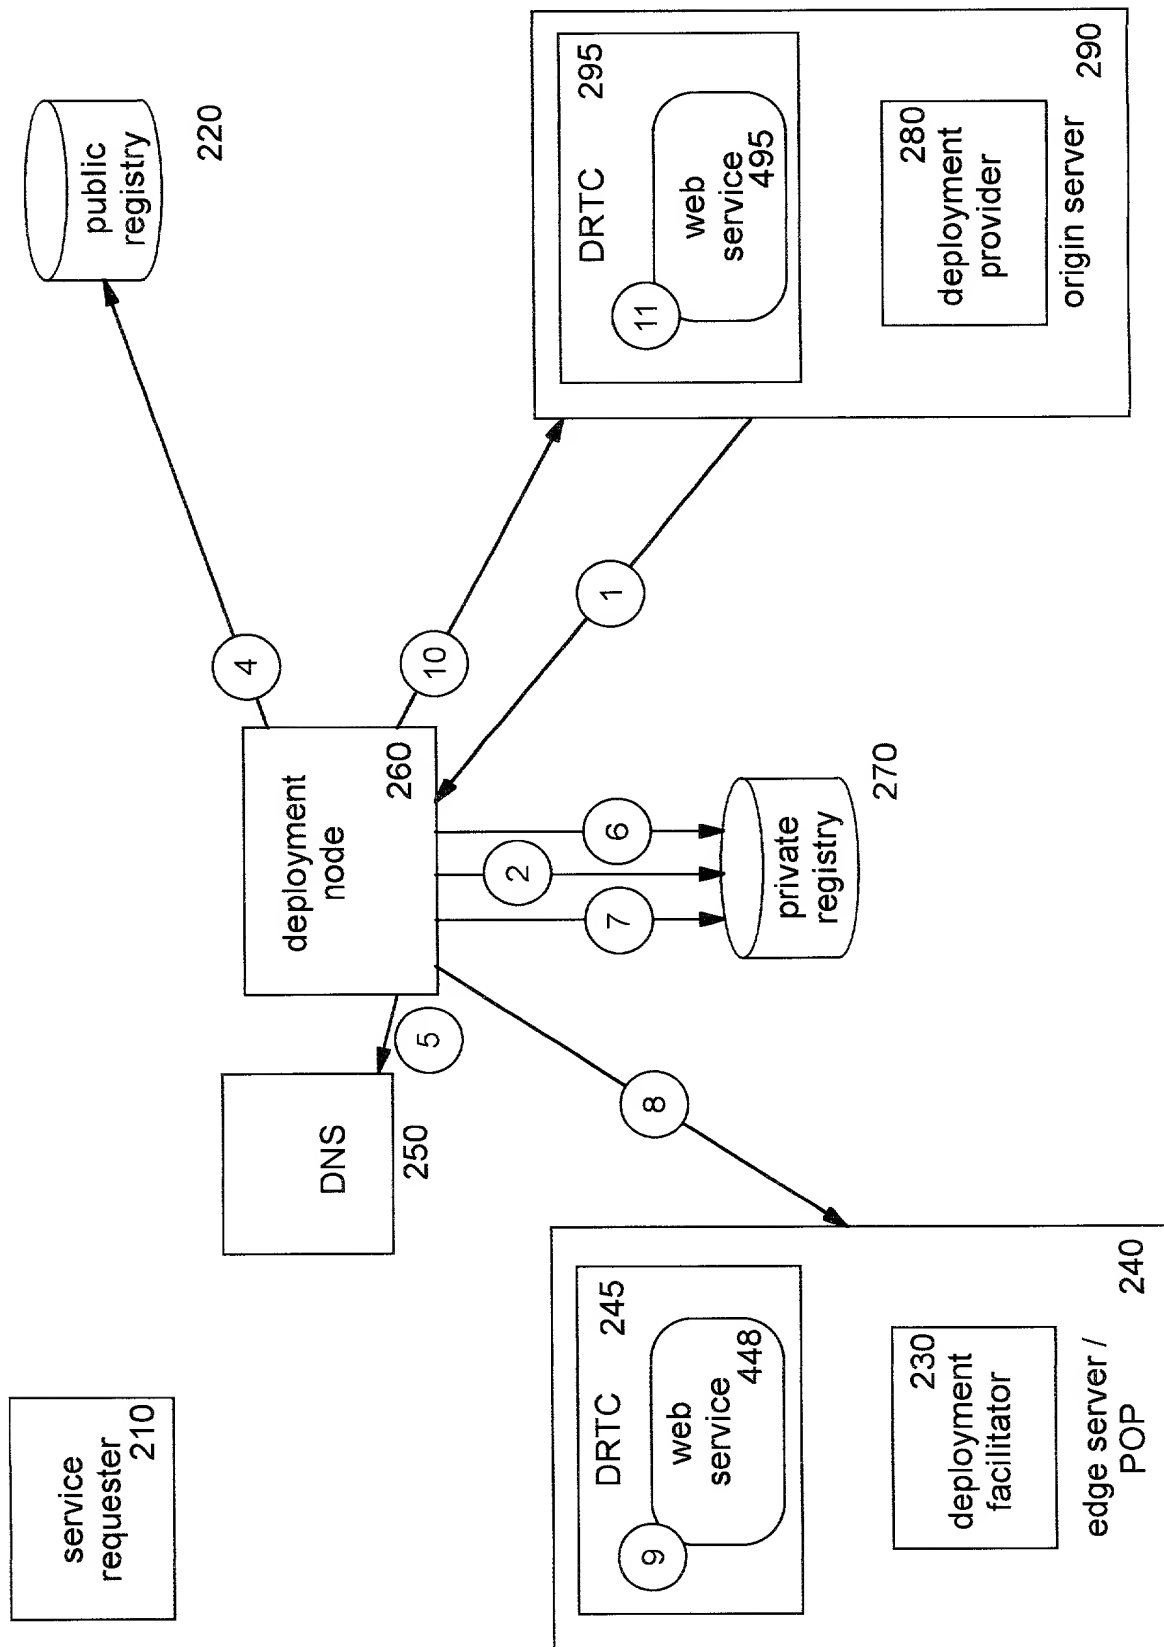 service
requester
210
DNS
250
deployment
node
260
public
registry
220
4
5
10
6
2
7
8
1
DRTC
245
9
web
service
448
230
deployment
facilitator
240
edge server /
POP
private
registry
270
DRTC
295
11
web
service
495
280
deployment
provider
origin server
290